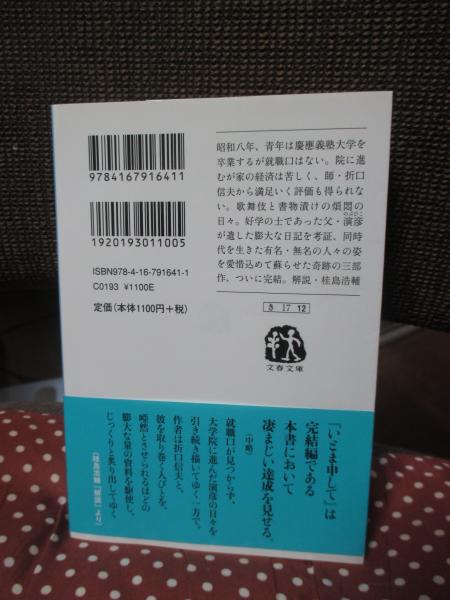 9784167916411
1920193011005
ISBN978-4-16-791641-1
C0193 ¥1100E
定価(本体1100円+税)
昭和八年、青年は慶應義塾大学を
卒業するが就職口はない。院に進
むが家の経済は苦しく、師・折口
信夫から満足いく評価も得られな
い。歌舞伎と書物漬けの煩悶の
日々。好学の士であった父・演彦
のぶひこ
が遺した膨大な日記を考証、同時
代を生きた有名・無名の人々の姿
を愛惜込めて蘇らせた奇跡の三部
作、ついに完結。解説・桂島浩輔
き 17 12
文春文庫
『いとま申して』は
完結編である
本書において
凄まじい達成を見せる。
(中略)
就職口が見つからず、
大学院に進んだ演彦の日々を
引き続き描いてゆく一方で、
作者は折口信夫と、
彼を取り巻く人びとを、
唖然とさせられるほどの
膨大な量の資料を駆使し、
じっくりと炙り出してゆく
(桂島浩輔「解説」より)